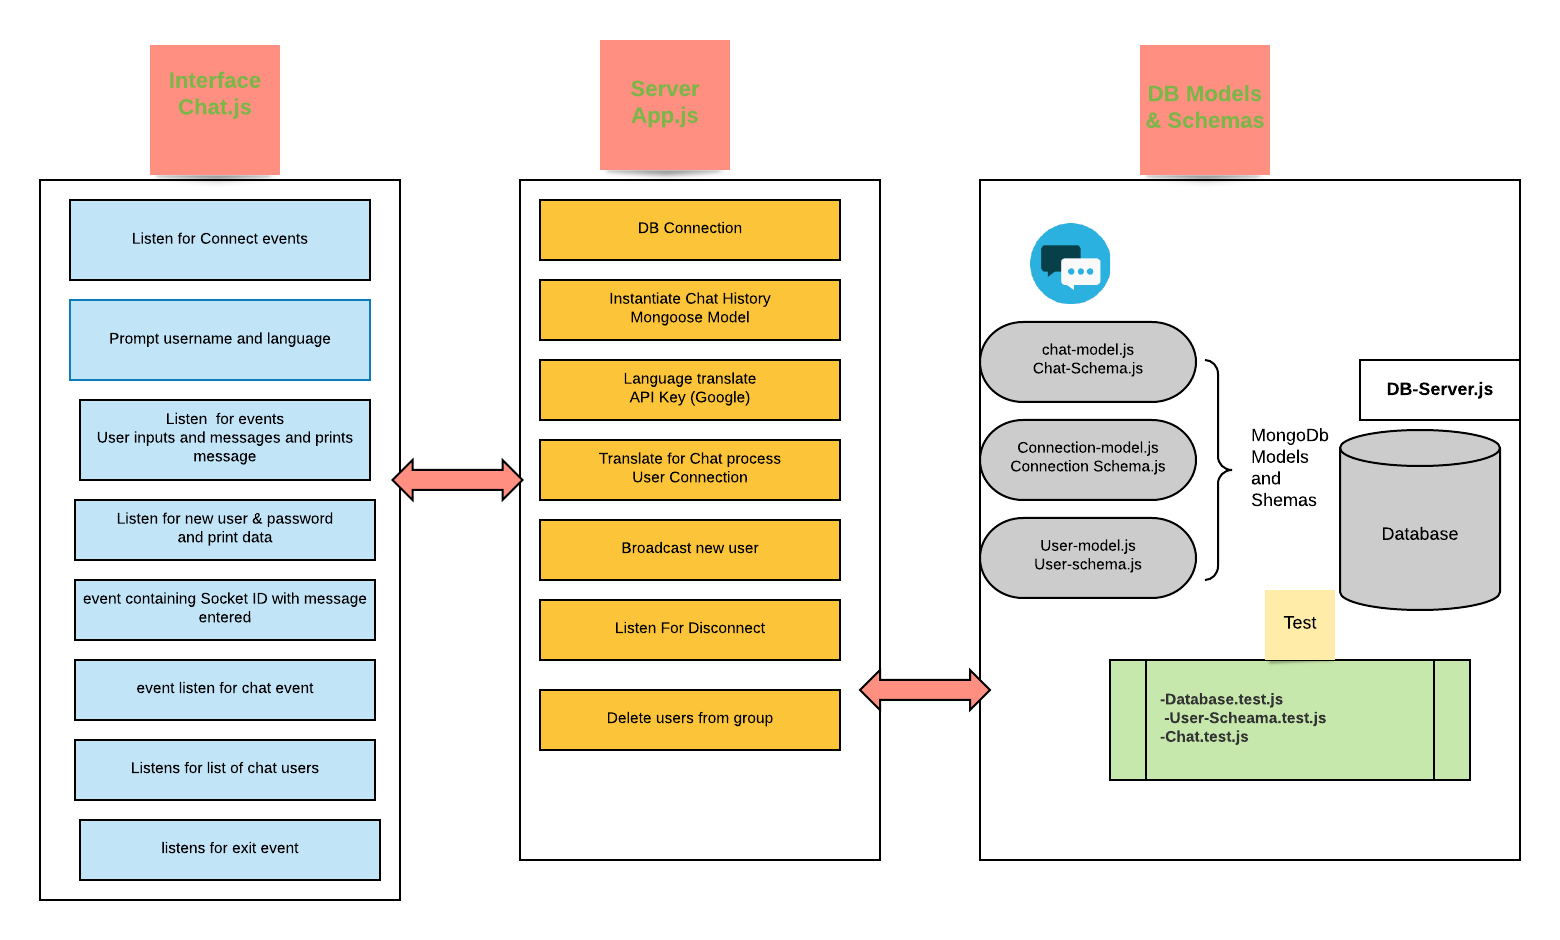 Interface
Chat.js
Listen for Connect events
Prompt username and language
Listen  for events
User inputs and messages and prints
message
Listen for new user & password
and print data
event containing Socket ID with message
entered
event listen for chat event
Listens for list of chat users
listens for exit event
Server
App.js
DB Connection
Instantiate Chat History
Mongoose Model
Language translate
API Key (Google)
Translate for Chat process
User Connection
Broadcast new user
Listen For Disconnect
Delete users from group
DB Models
& Schemas
chat-model.js
Chat-Schema.js
Connection-model.js
Connection Schema.js
User-model.js
User-schema.js
MongoDb
Models
and
Shemas
DB-Server.js
Database
Test
-Database.test.js
-User-Scheama.test.js
-Chat.test.js